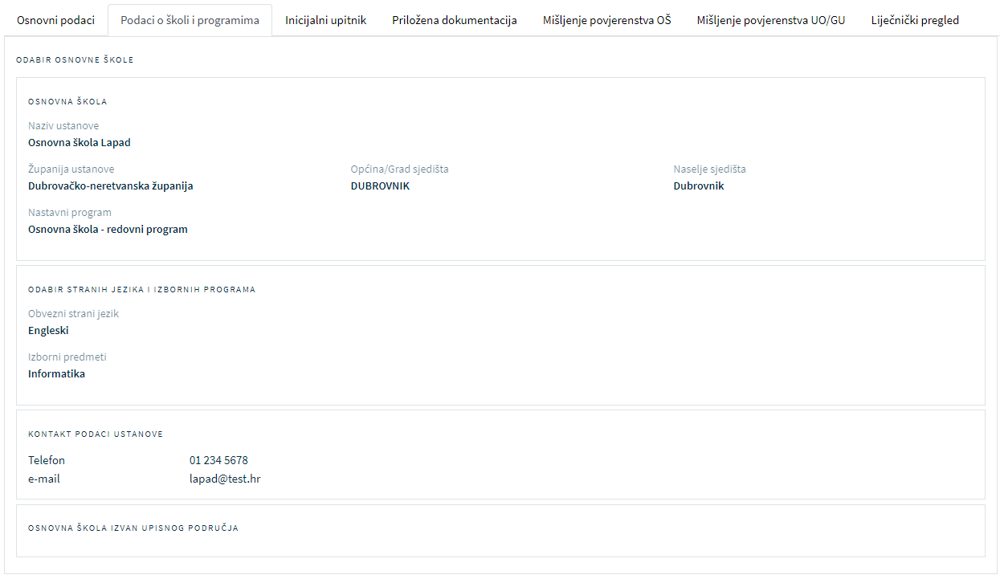 Osnovni podaci Podaci o školi i programima Inicijalni upitnik Priložena dokumentacija Mišljenje povjerenstva OŠ Mišljenje povjerenstva UO/GU Liječnički pregled
ODABIR OSNOVNE ŠKOLE
OSNOVNA ŠKOLA
Naziv ustanove
Osnovna škola Lapad
Županija ustanove Općina/Grad sjedišta Naselje sjedišta
Dubrovačko-neretvanska županija DUBROVNIK Dubrovnik
Nastavni program
Osnovna škola - redovni program
ODABIR STRANIH JEZIKA I IZBORNIH PROGRAMA
Obvezni strani jezik
Engleski
Izborni predmeti
Informatika
KONTAKT PODACI USTANOVE
Telefon 01 234 5678
e-mail lapad@test.hr
OSNOVNA ŠKOLA IZVAN UPISNOG PODRUČJA